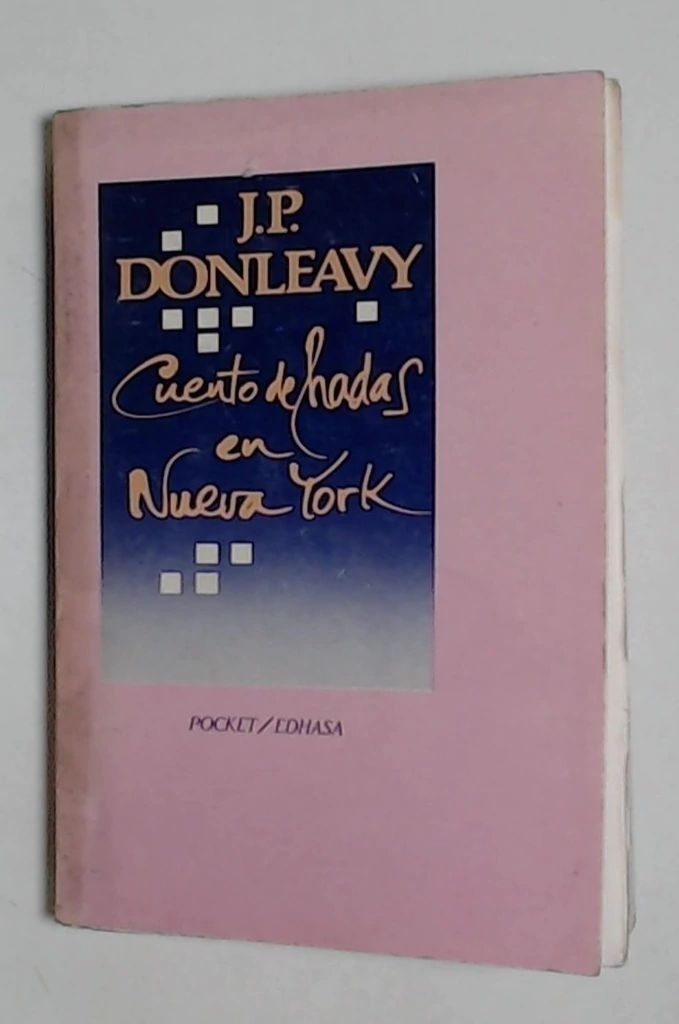 J.P.
DONLEAVY
Cuento de hadas
en
Nueva York
POCKET/EDHASA